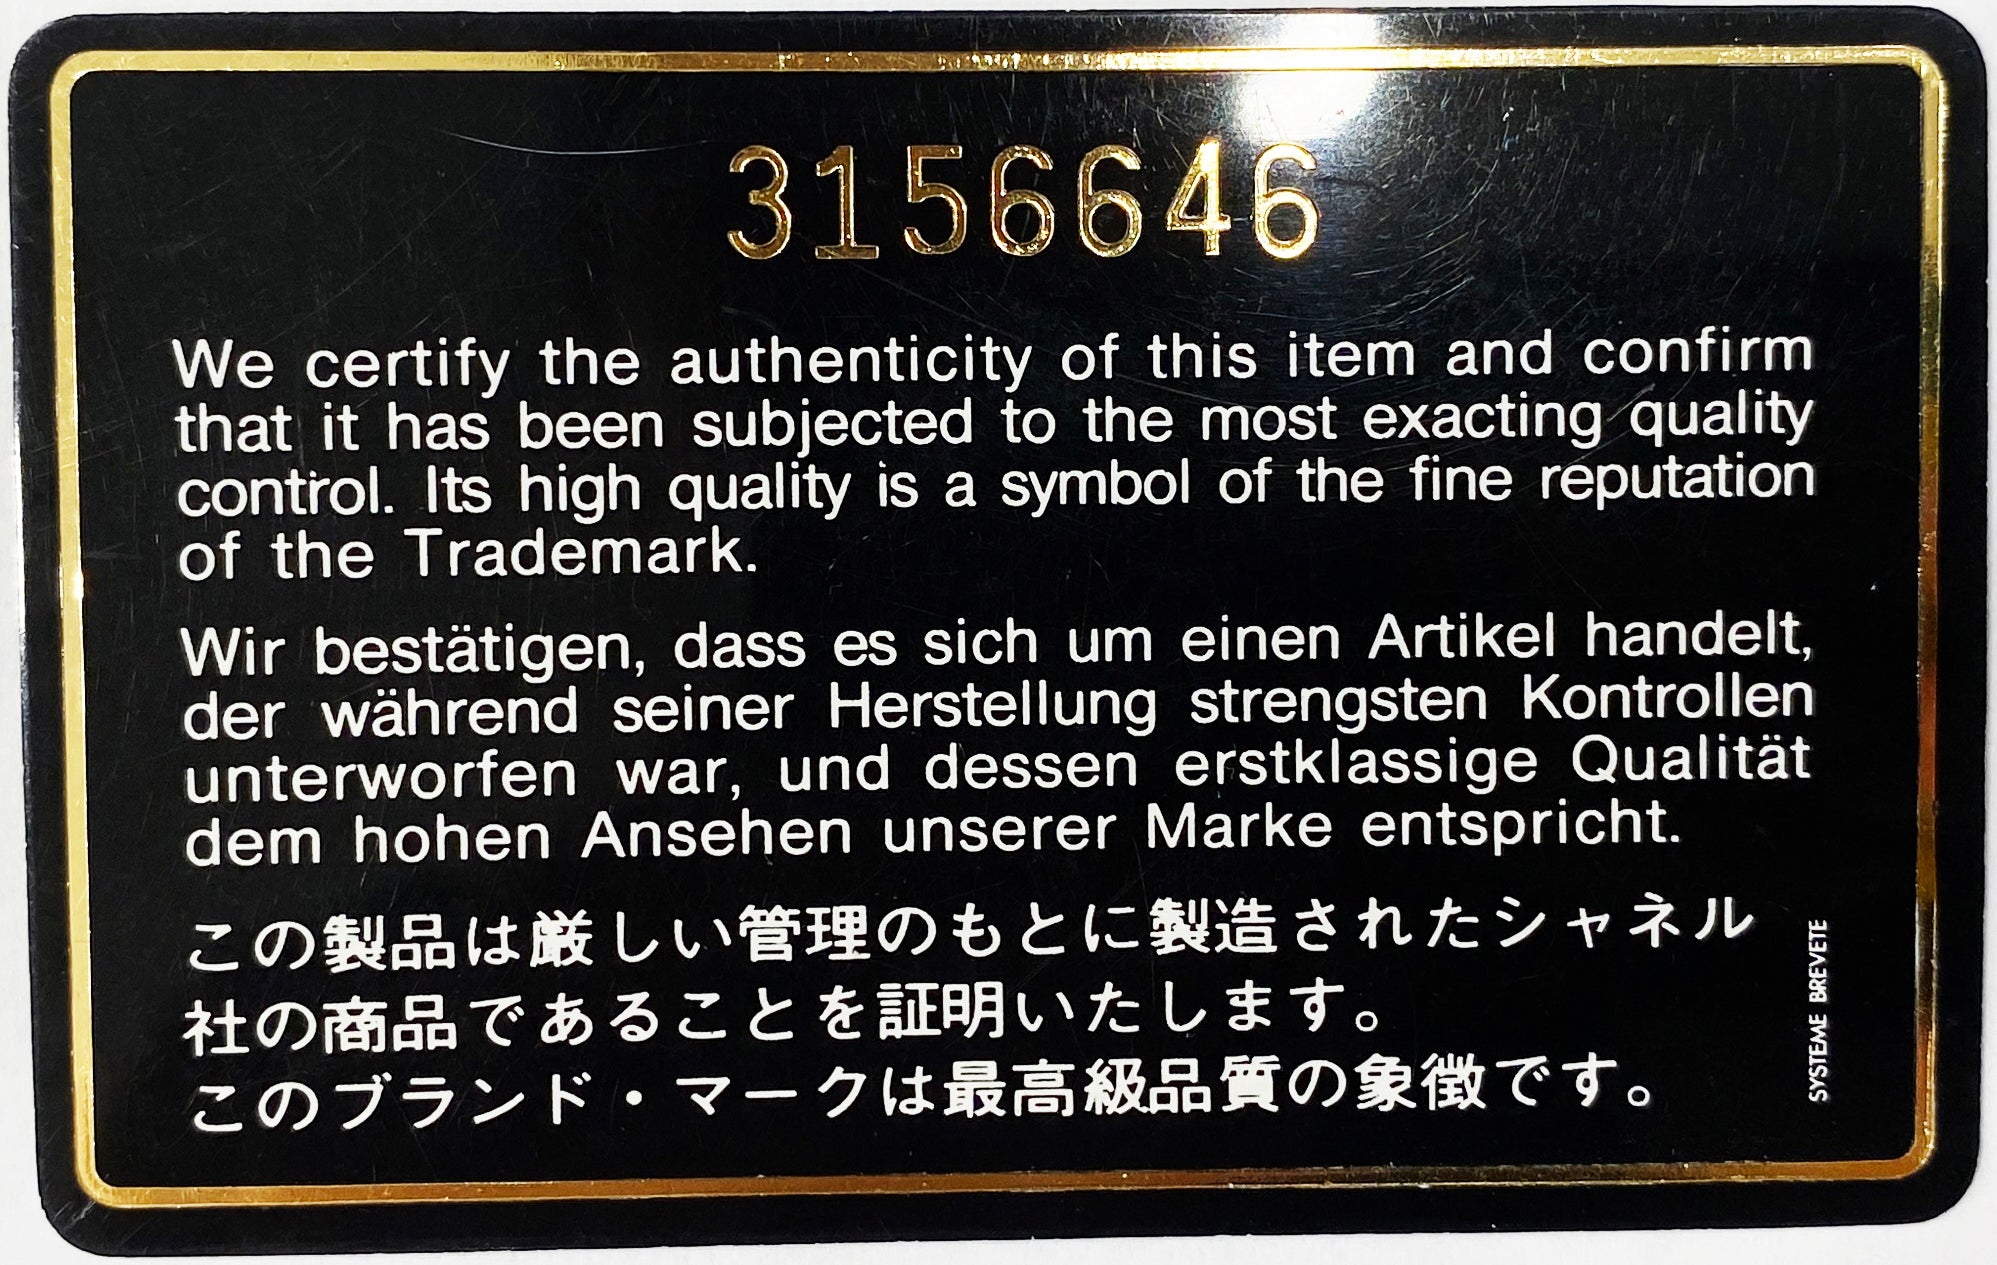 3156646
We certify the authenticity of this item and confirm
that it has been subjected to the most exacting quality
control. Its high quality is a symbol of the fine reputation
of the Trademark.
Wir bestätigen, dass es sich um einen Artikel handelt,
der während seiner Herstellung strengsten Kontrollen
unterworfen war, und dessen erstklassige Qualität
dem hohen Ansehen unserer Marke entspricht.
この製品は厳しい管理のもとに製造されたシャネル
社の商品であることを証明いたします。
このブランド・マークは最高級品質の象徴です。
SYSTEME BREVETE